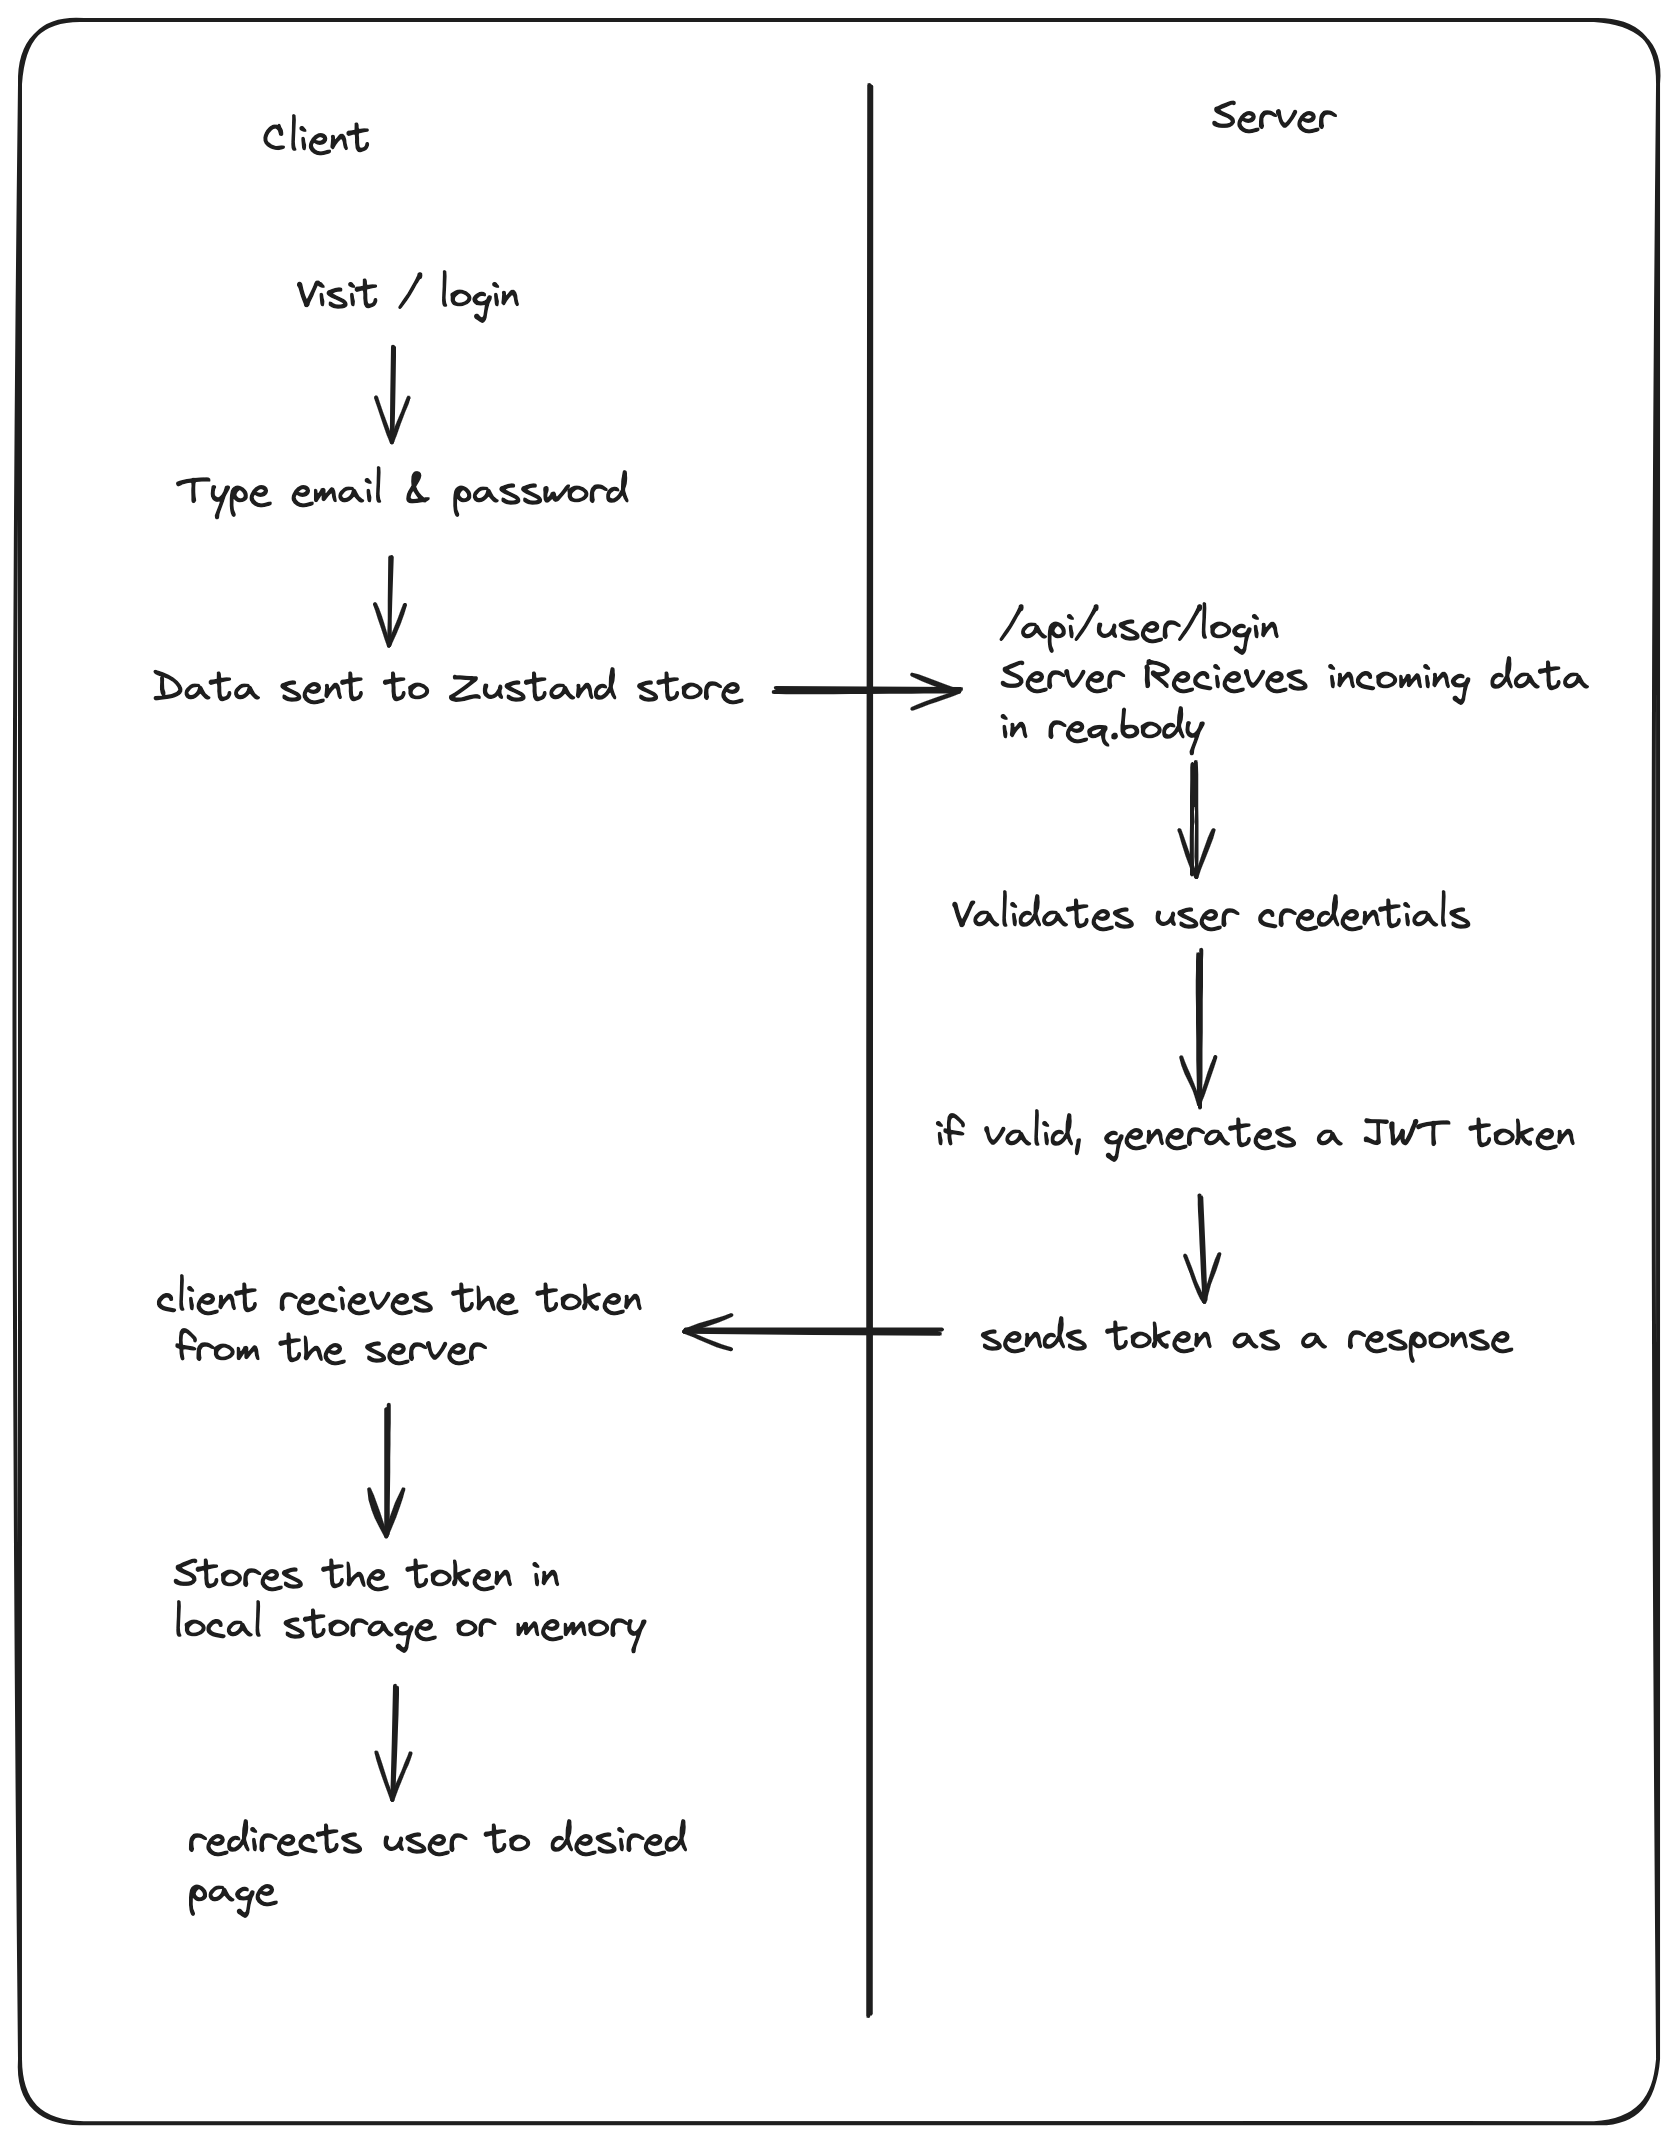 Client
Server
Visit / login
Type email & password
Data sent to Zustand store
/api/user/login
Server Recieves incoming data
in req.body
Validates user credentials
if valid, generates a JWT token
sends token as a response
client recieves the token
from the server
Stores the token in
local storage or memory
redirects user to desired
page